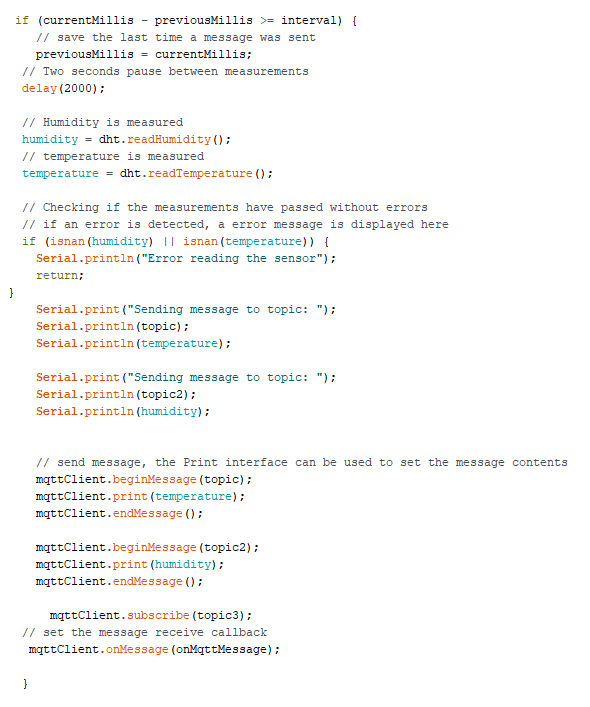 if (currentMillis - previousMillis >= interval) {
// save the last time a message was sent
previousMillis = currentMillis;
// Two seconds pause between measurements
delay(2000);
// Humidity is measured
humidity = dht.readHumidity();
// temperature is measured
temperature = dht.readTemperature();
// Checking if the measurements have passed without errors
// if an error is detected, a error message is displayed here
if (isnan(humidity) || isnan(temperature)) {
Serial.println("Error reading the sensor");
return;
}
Serial.print("Sending message to topic: ");
Serial.println(topic);
Serial.println(temperature);
Serial.print("Sending message to topic: ");
Serial.println(topic2);
Serial.println(humidity);
// send message, the Print interface can be used to set the message contents
mqttClient.beginMessage(topic);
mqttClient.print(temperature);
mqttClient.endMessage();
mqttClient.beginMessage(topic2);
mqttClient.print(humidity);
mqttClient.endMessage();
mqttClient.subscribe(topic3);
// set the message receive callback
mqttClient.onMessage(onMqttMessage);
}